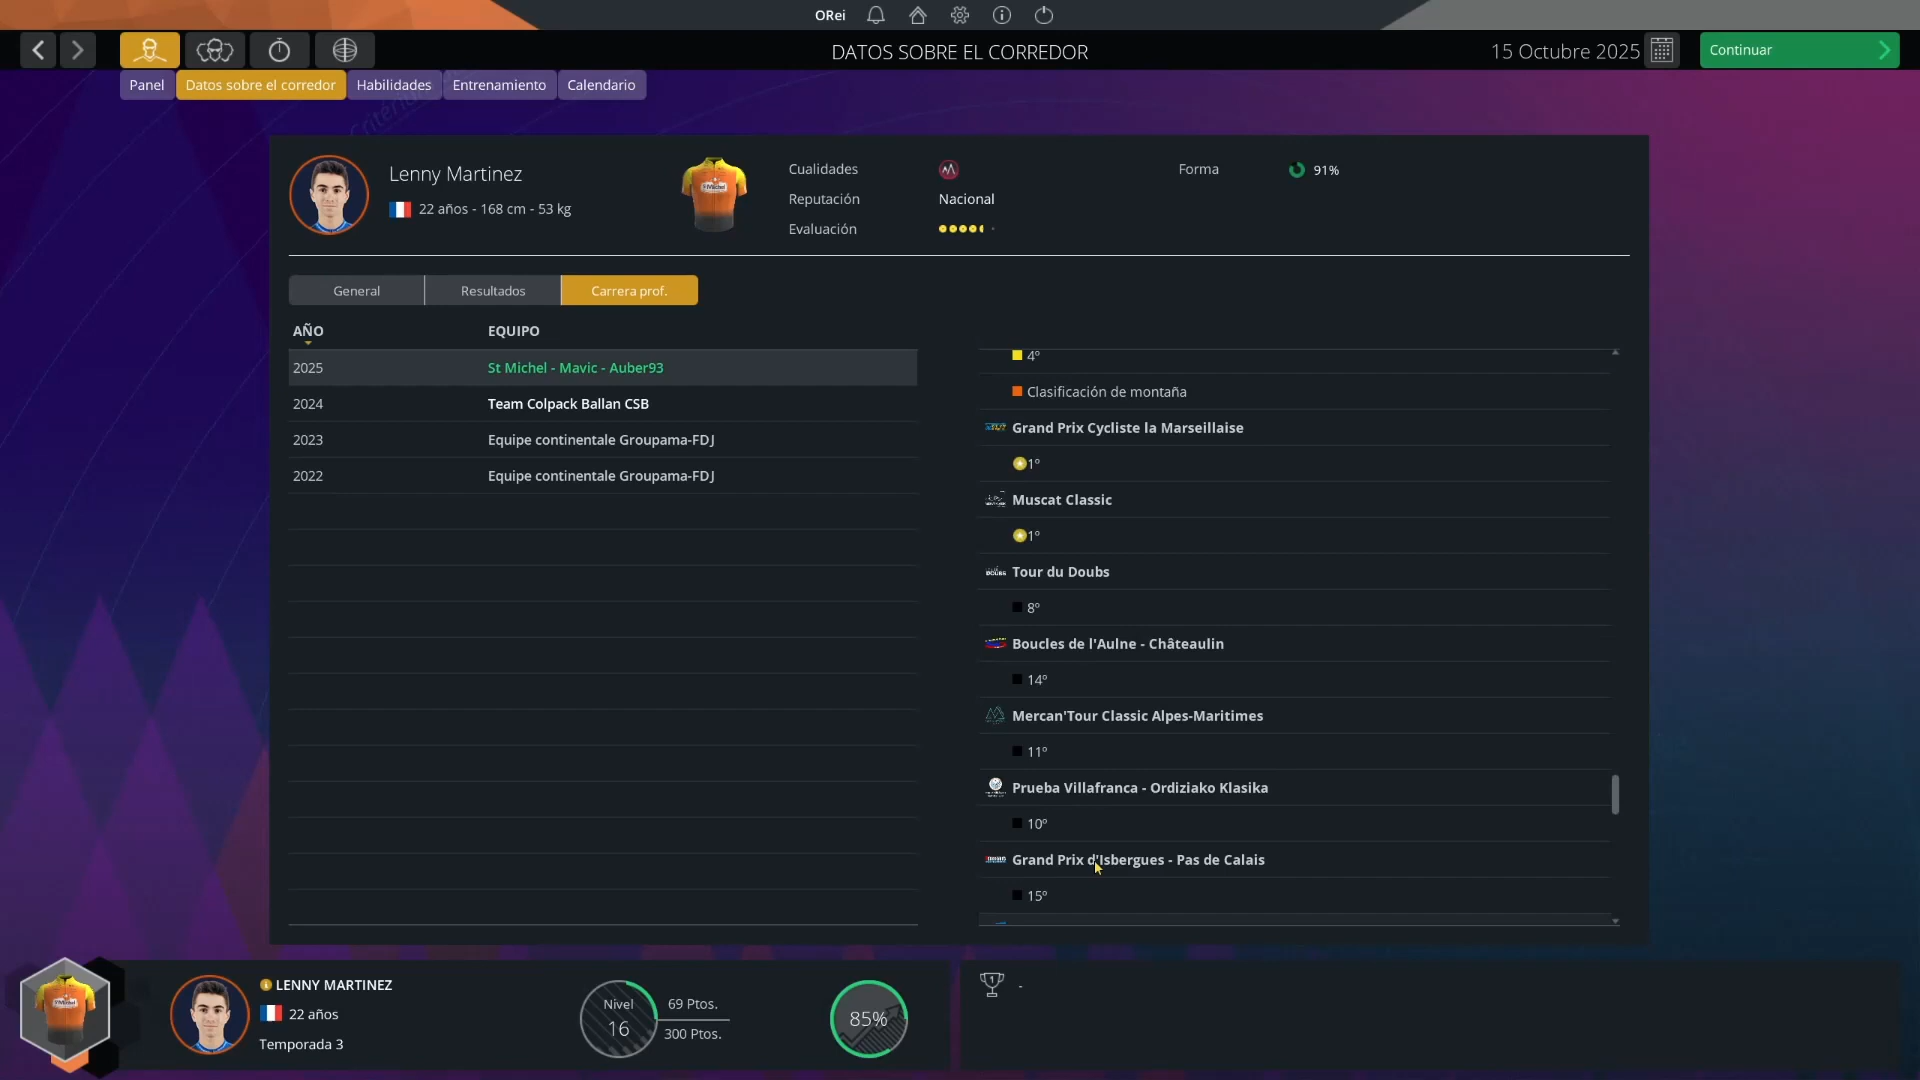 ORei
DATOS SOBRE EL CORREDOR
15 Octubre 2025
Continuar
Panel
Datos sobre el corredor
Habilidades
Entrenamiento
Calendario
Lenny Martinez
22 años - 168 cm - 53 kg
Cualidades
Reputación
Nacional
Evaluación
Forma
91%
General
Resultados
Carrera prof.
AÑO
EQUIPO
2025
St Michel - Mavic - Auber93
2024
Team Colpack Ballan CSB
2023
Equipe continentale Groupama-FDJ
2022
Equipe continentale Groupama-FDJ
4º
Clasificación de montaña
Grand Prix Cycliste la Marseillaise
1º
Muscat Classic
1º
Tour du Doubs
8º
Boucles de l'Aulne - Châteaulin
14º
Mercan'Tour Classic Alpes-Maritimes
11º
Prueba Villafranca - Ordiziako Klasika
10º
Grand Prix d'Isbergues - Pas de Calais
15º
LENNY MARTINEZ
22 años
Temporada 3
Nivel
16
69 Ptos.
300 Ptos.
85%
1
-